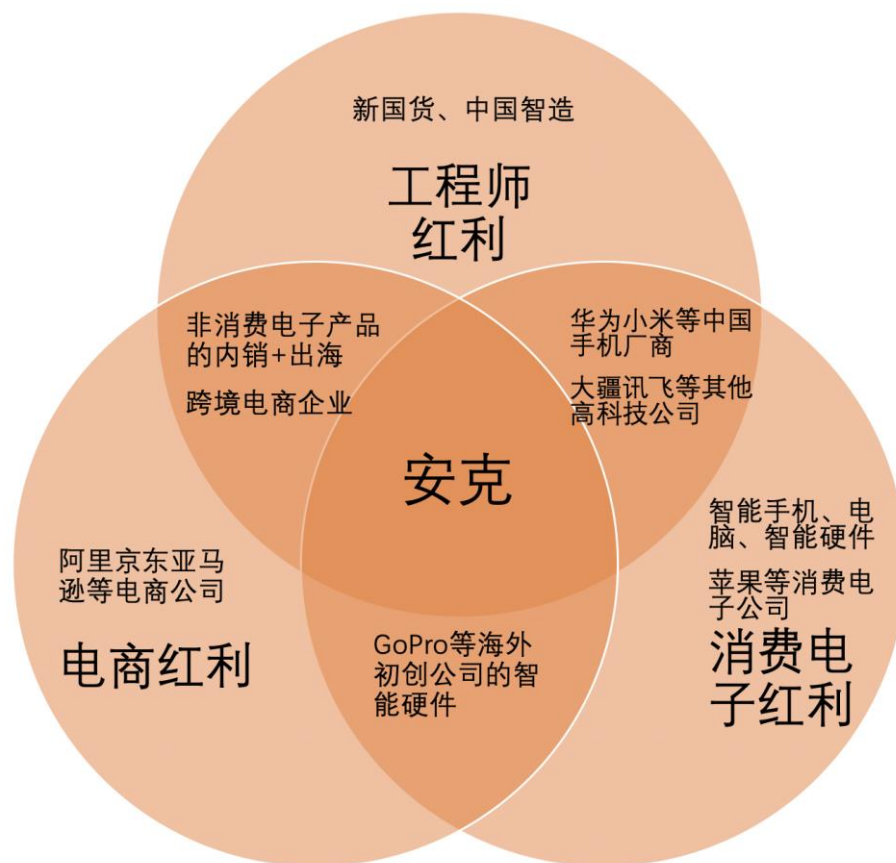 新国货、中国智造
工程师
红利
非消费电子产品
的内销+出海
跨境电商企业
华为小米等中国
手机厂商
大疆讯飞等其他
高科技公司
安克
阿里京东亚马
逊等电商公司
电商红利
GoPro等海外
初创公司的智
能硬件
智能手机、电
脑、智能硬件
苹果等消费电
子公司
消费电
子红利